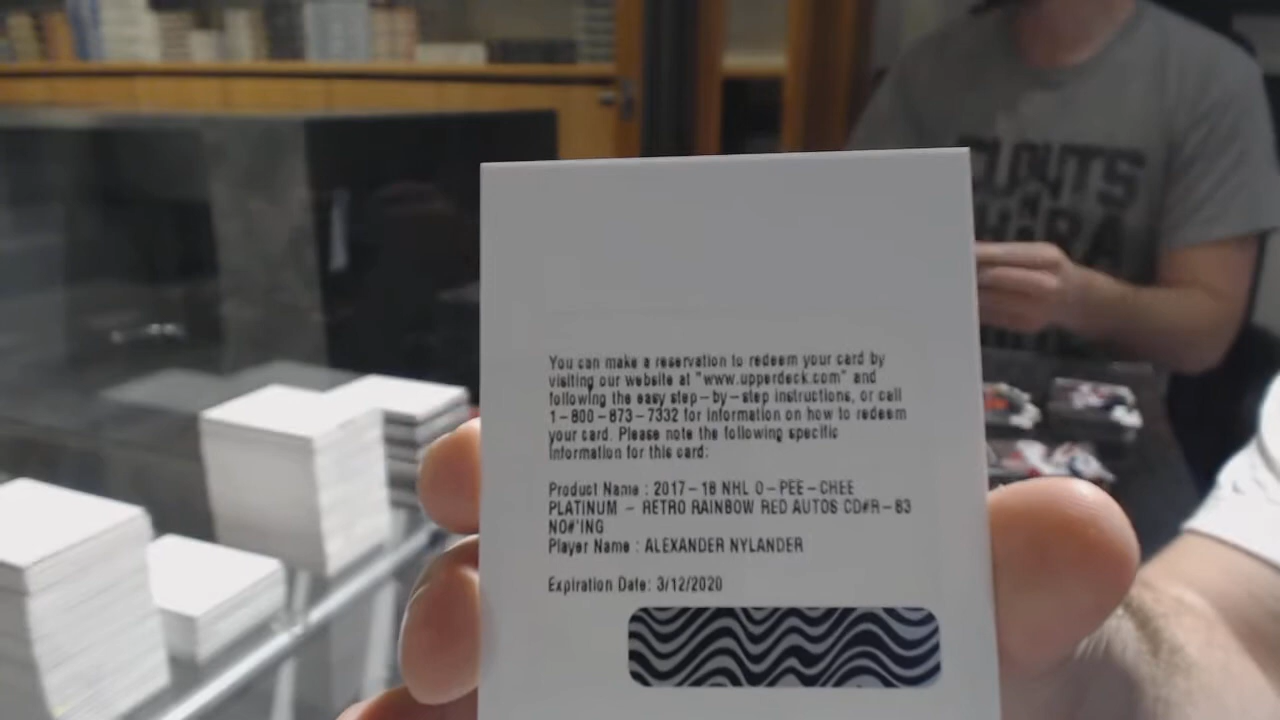 You can make a reservation to redeem your card by
visiting our website at "www.upperdeck.com" and
following the easy step-by-step instructions, or call
1-800-873-7332 for information on how to redeem
your card. Please note the following specific
information for this card:
Product Name : 2017-18 NHL O-PEE-CHEE
PLATINUM - RETRO RAINBOW RED AUTOS CD#R-63
NO#'ING
Player Name : ALEXANDER NYLANDER
Expiration Date: 3/12/2020